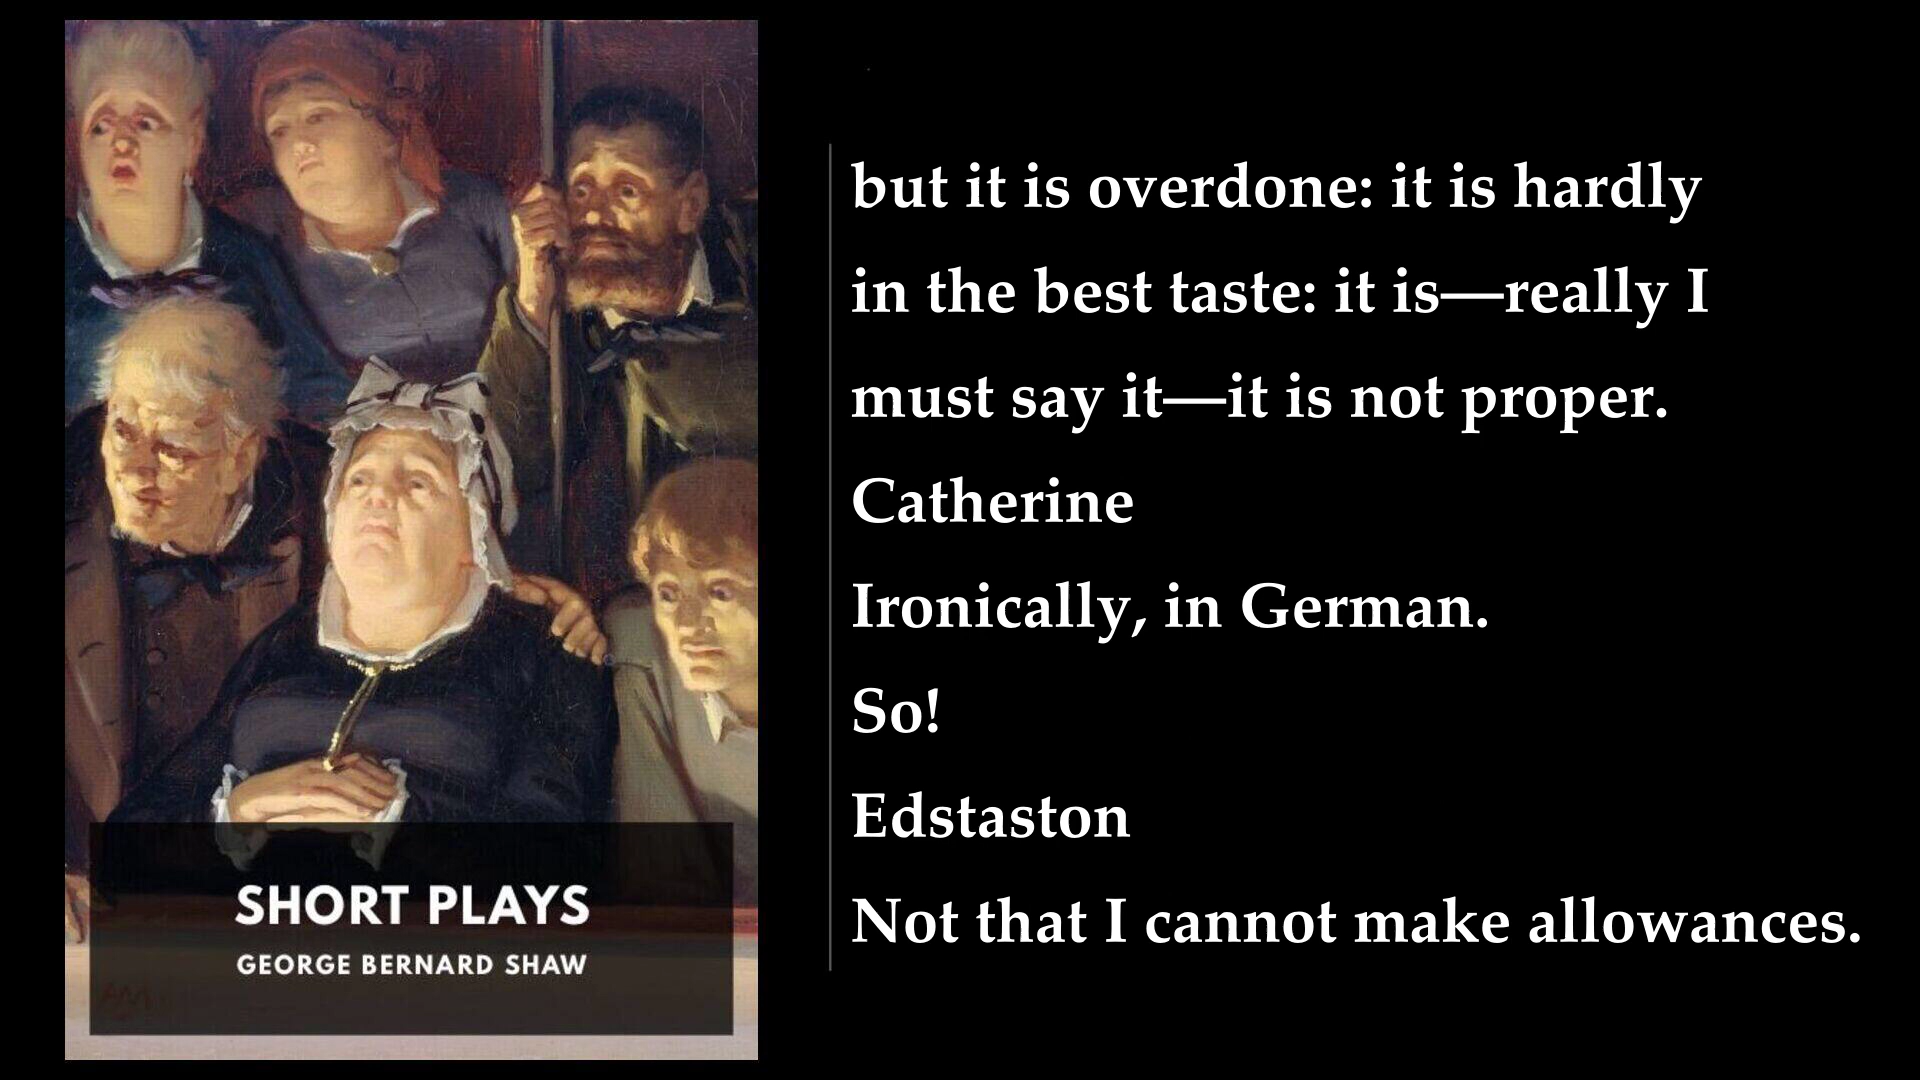 SHORT PLAYS
GEORGE BERNARD SHAW
but it is overdone: it is hardly
in the best taste: it is—really I
must say it—it is not proper.
Catherine
Ironically, in German.
So!
Edstaston
Not that I cannot make allowances.